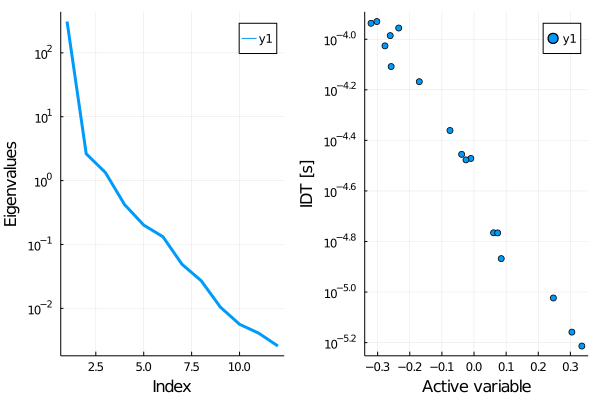 Eigenvalues
10²
10¹
10⁰
10⁻¹
10⁻²
2.5 5.0 7.5 10.0
Index
y1
IDT [s]
10⁻⁴·⁰
10⁻⁴·²
10⁻⁴·⁴
10⁻⁴·⁶
10⁻⁴·⁸
10⁻⁵·⁰
10⁻⁵·²
−0.3 −0.2 −0.1 0.0 0.1 0.2 0.3
Active variable
y1